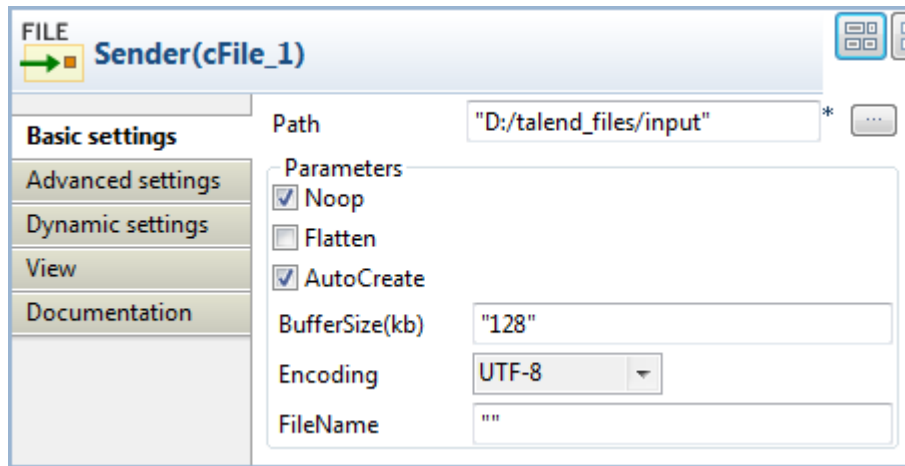 FILE
Sender(cFile_1)
Basic settings
Advanced settings
Dynamic settings
View
Documentation
Path "D:/talend_files/input" * ...
Parameters
Noop
Flatten
AutoCreate
BufferSize(kb) "128"
Encoding UTF-8
FileName ""